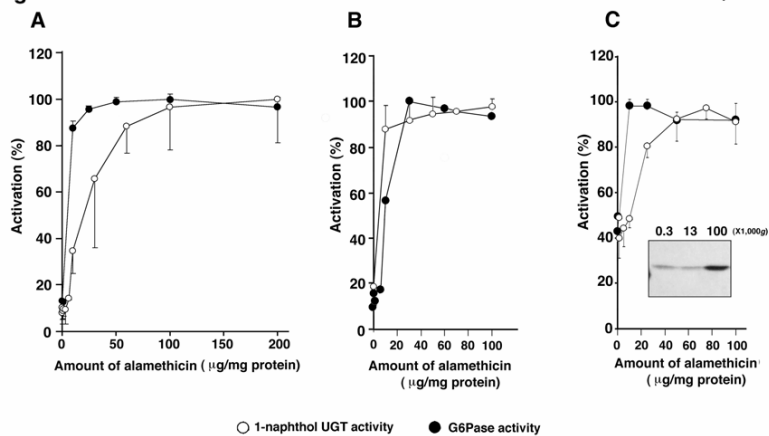 A
B
C
120
100
80
60
40
20
0
Activation (%)
0 50 100 150 200
Amount of alamethicin ( μg/mg protein)
120
100
80
60
40
20
0
Activation (%)
0 20 40 60 80 100
Amount of alamethicin
( μg/mg protein)
120
100
80
60
40
20
0
Activation (%)
0.3 13 100 (X1,000g)
0 20 40 60 80 100
Amount of alamethicin
( μg/mg protein)
1-naphthol UGT activity
G6Pase activity